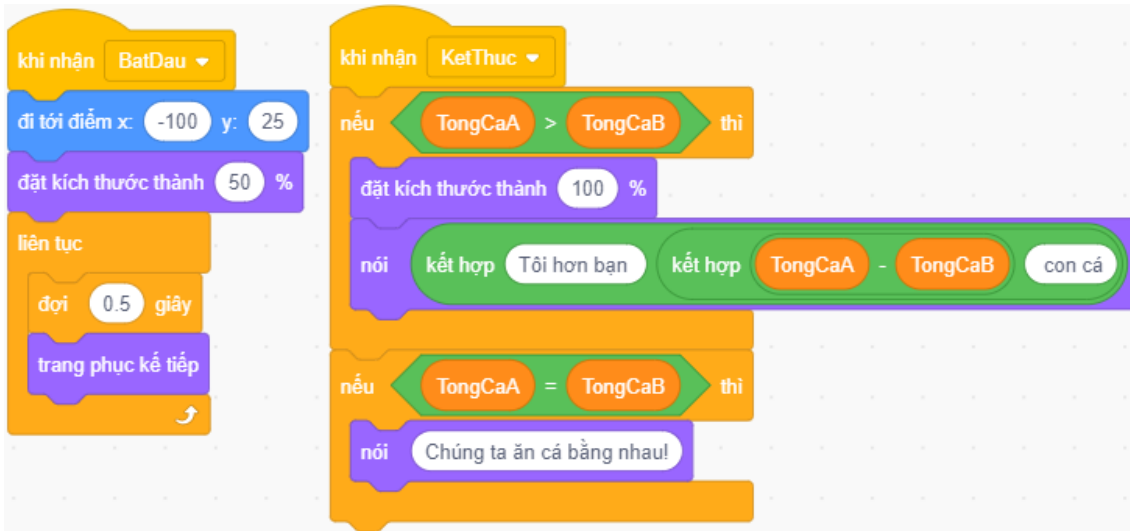 khi nhận BatDau
đi tới điểm x: -100 y: 25
đặt kích thước thành 50 %
liên tục
đợi 0.5 giây
trang phục kế tiếp
khi nhận KetThuc
nếu TongCaA > TongCaB thì
đặt kích thước thành 100 %
nói kết hợp Tôi hơn bạn kết hợp TongCaA - TongCaB con cá
nếu TongCaA = TongCaB thì
nói Chúng ta ăn cá bằng nhau!